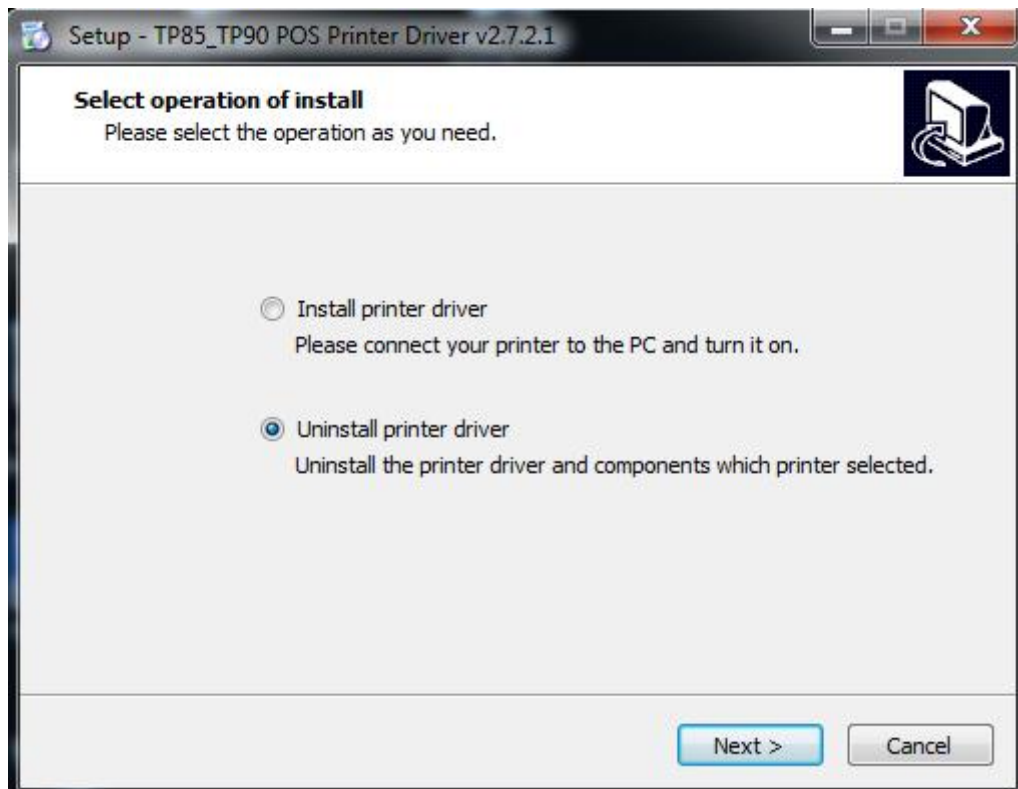 Setup - TP85_TP90 POS Printer Driver v2.7.2.1
Select operation of install
Please select the operation as you need.
Install printer driver
Please connect your printer to the PC and turn it on.
Uninstall printer driver
Uninstall the printer driver and components which printer selected.
Next >
Cancel